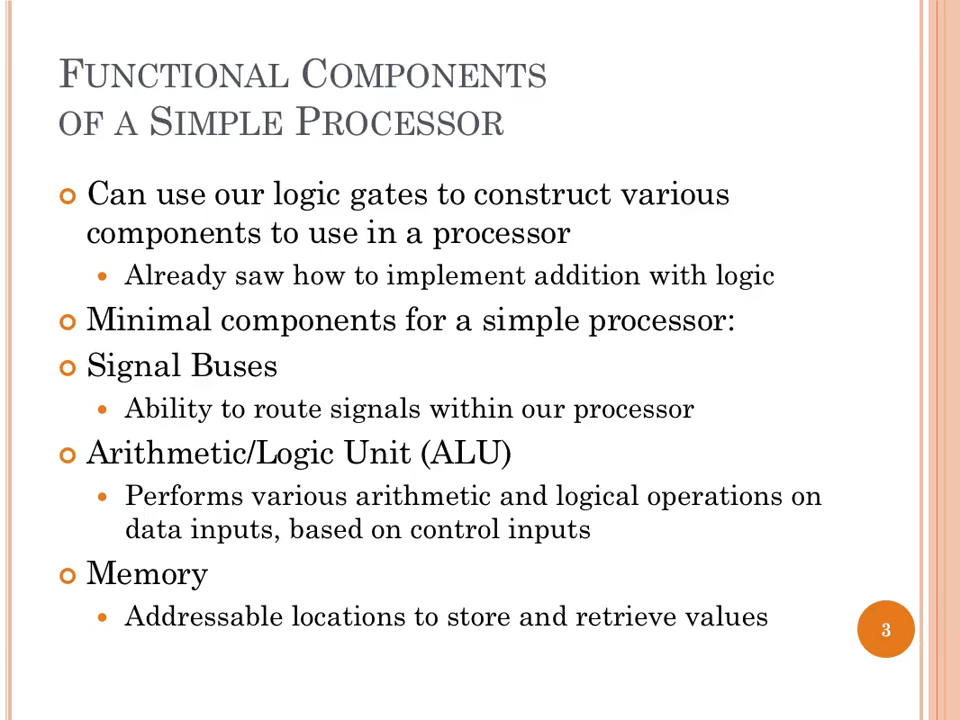 Functional Components
of a Simple Processor
Can use our logic gates to construct various
components to use in a processor
Already saw how to implement addition with logic
Minimal components for a simple processor:
Signal Buses
Ability to route signals within our processor
Arithmetic/Logic Unit (ALU)
Performs various arithmetic and logical operations on
data inputs, based on control inputs
Memory
Addressable locations to store and retrieve values
3